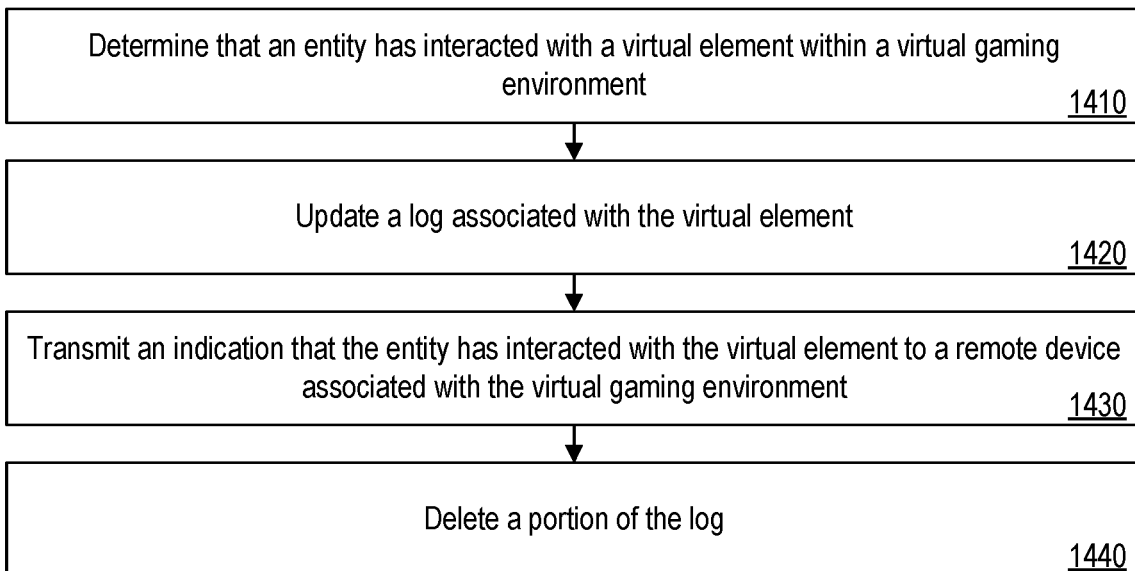 Determine that an entity has interacted with a virtual element within a virtual gaming
environment
1410
Update a log associated with the virtual element
1420
Transmit an indication that the entity has interacted with the virtual element to a remote device
associated with the virtual gaming environment
1430
Delete a portion of the log
1440